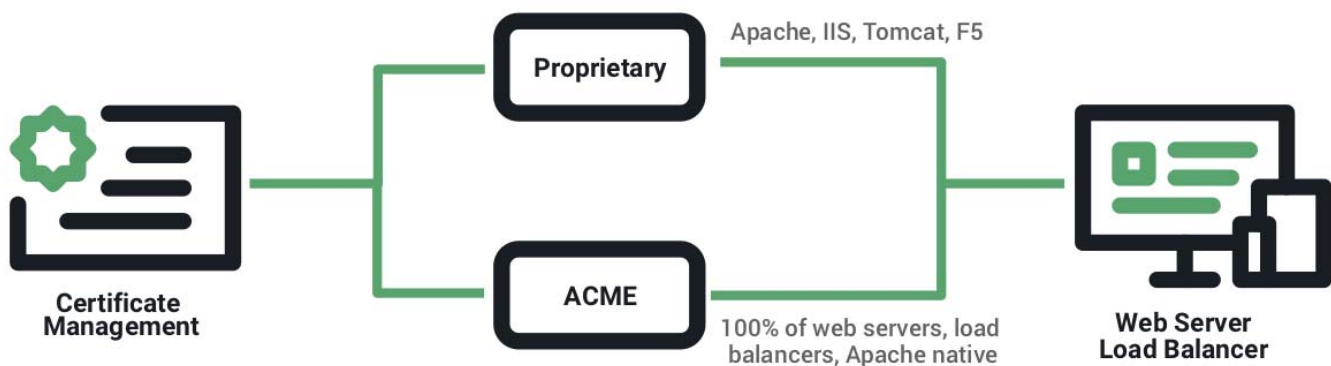 Apache, IIS, Tomcat, F5
Proprietary
Certificate
Management
ACME
100% of web servers, load
balancers, Apache native
Web Server
Load Balancer